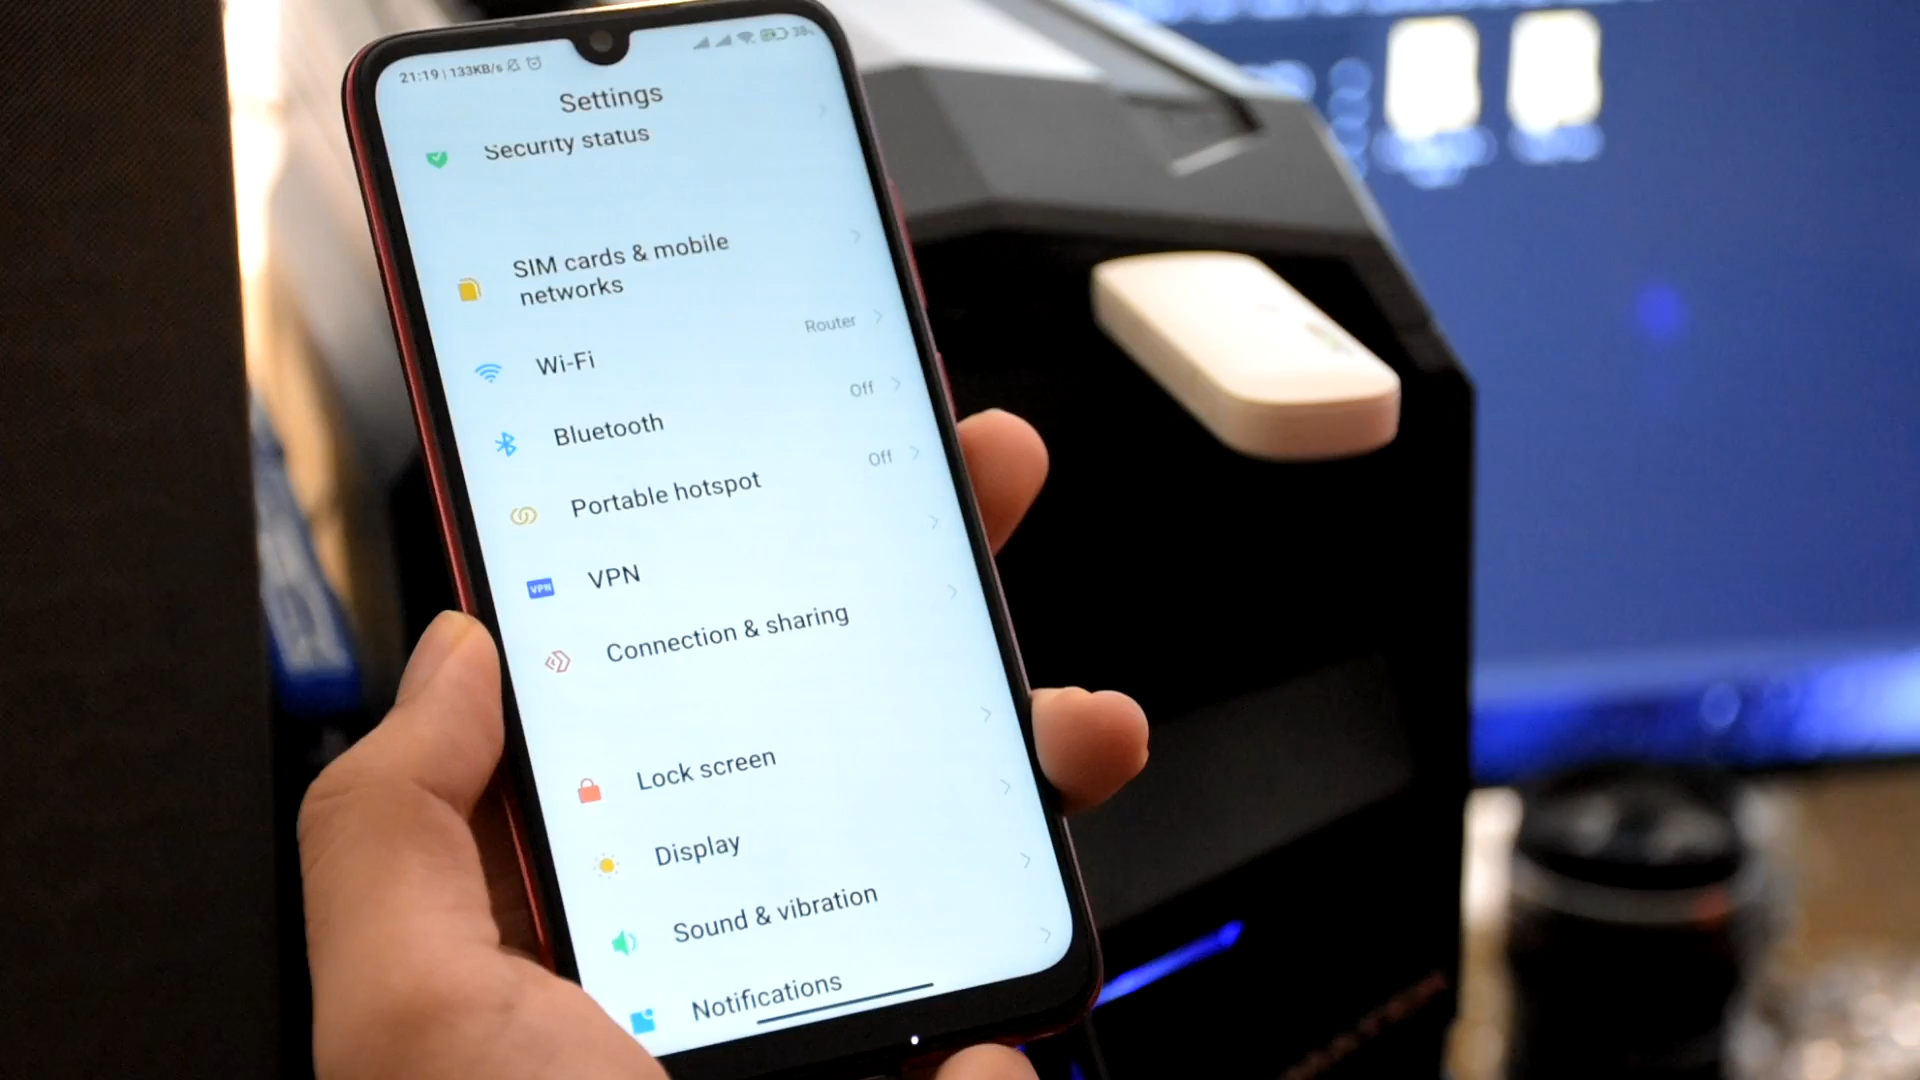 21:19 | 133KB/s
38%
Settings
Security status
SIM cards & mobile
networks
Wi-Fi
Router
Bluetooth
Off
Portable hotspot
Off
VPN
VPN
Connection & sharing
Lock screen
Display
Sound & vibration
Notifications